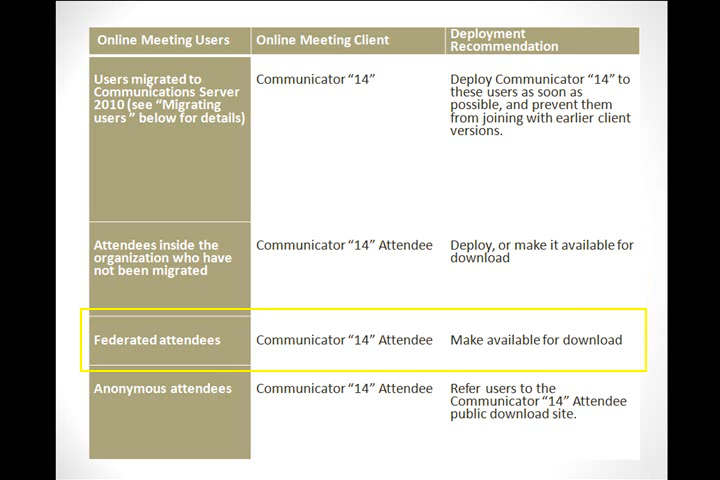 Online Meeting Users Online Meeting Client Deployment
Recommendation
Users migrated to Communicator “14” Deploy Communicator “14” to
Communications Server these users as soon as
2010 (see “Migrating possible, and prevent them
users ” below for details) from joining with earlier client
versions.
Attendees inside the Communicator “14” Attendee Deploy, or make it available for
organization who have download
not been migrated
Federated attendees Communicator “14” Attendee Make available for download
Anonymous attendees Communicator “14” Attendee Refer users to the
Communicator “14” Attendee
public download site.